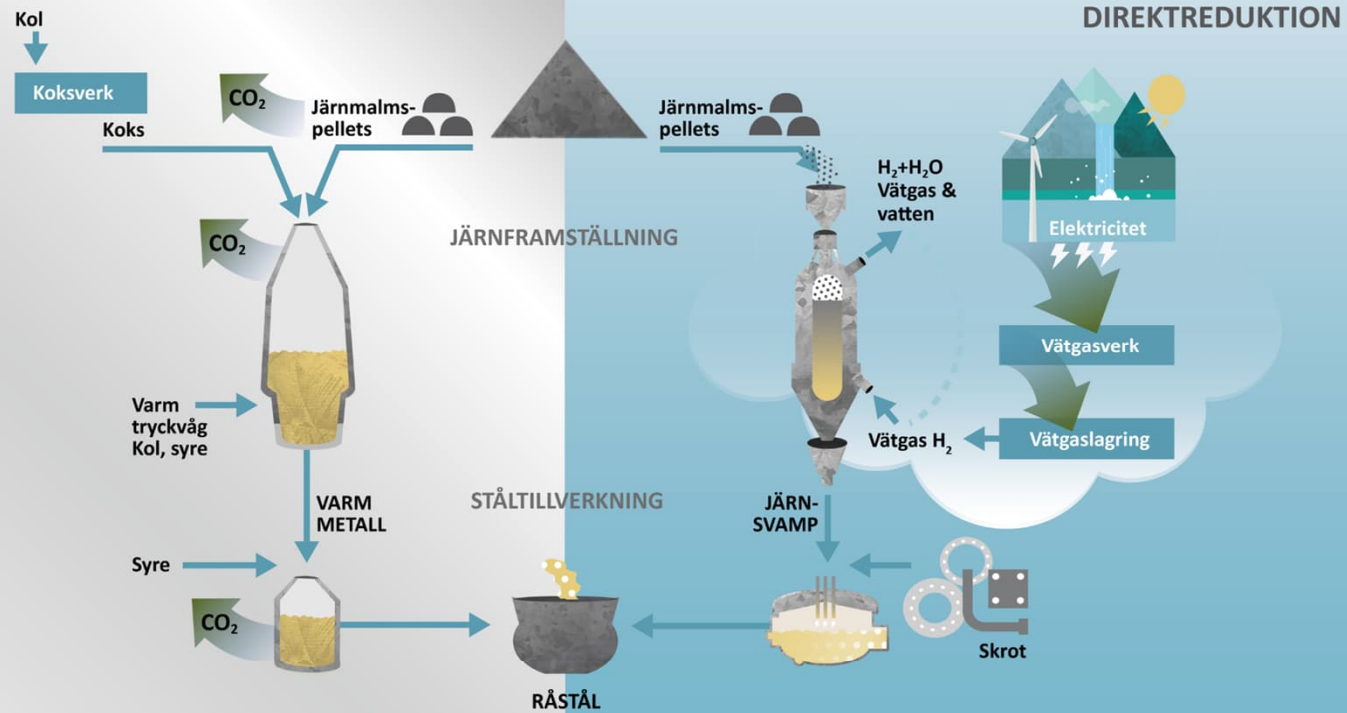 DIREKTREDUKTION
Kol
Koksverk
Koks
CO₂
Järnmalms-
pellets
Järnmalms-
pellets
H₂+H₂O
Vätgas &
vatten
Elektricitet
CO₂
JÄRNFRAMSTÄLLNING
Vätgasverk
Varm
tryckvåg
Kol, syre
Vätgas H₂
Vätgaslagring
VARM
METALL
STÅLTILLVERKNING
JÄRN-
SVAMP
Syre
CO₂
Skrot
RÅSTÅL